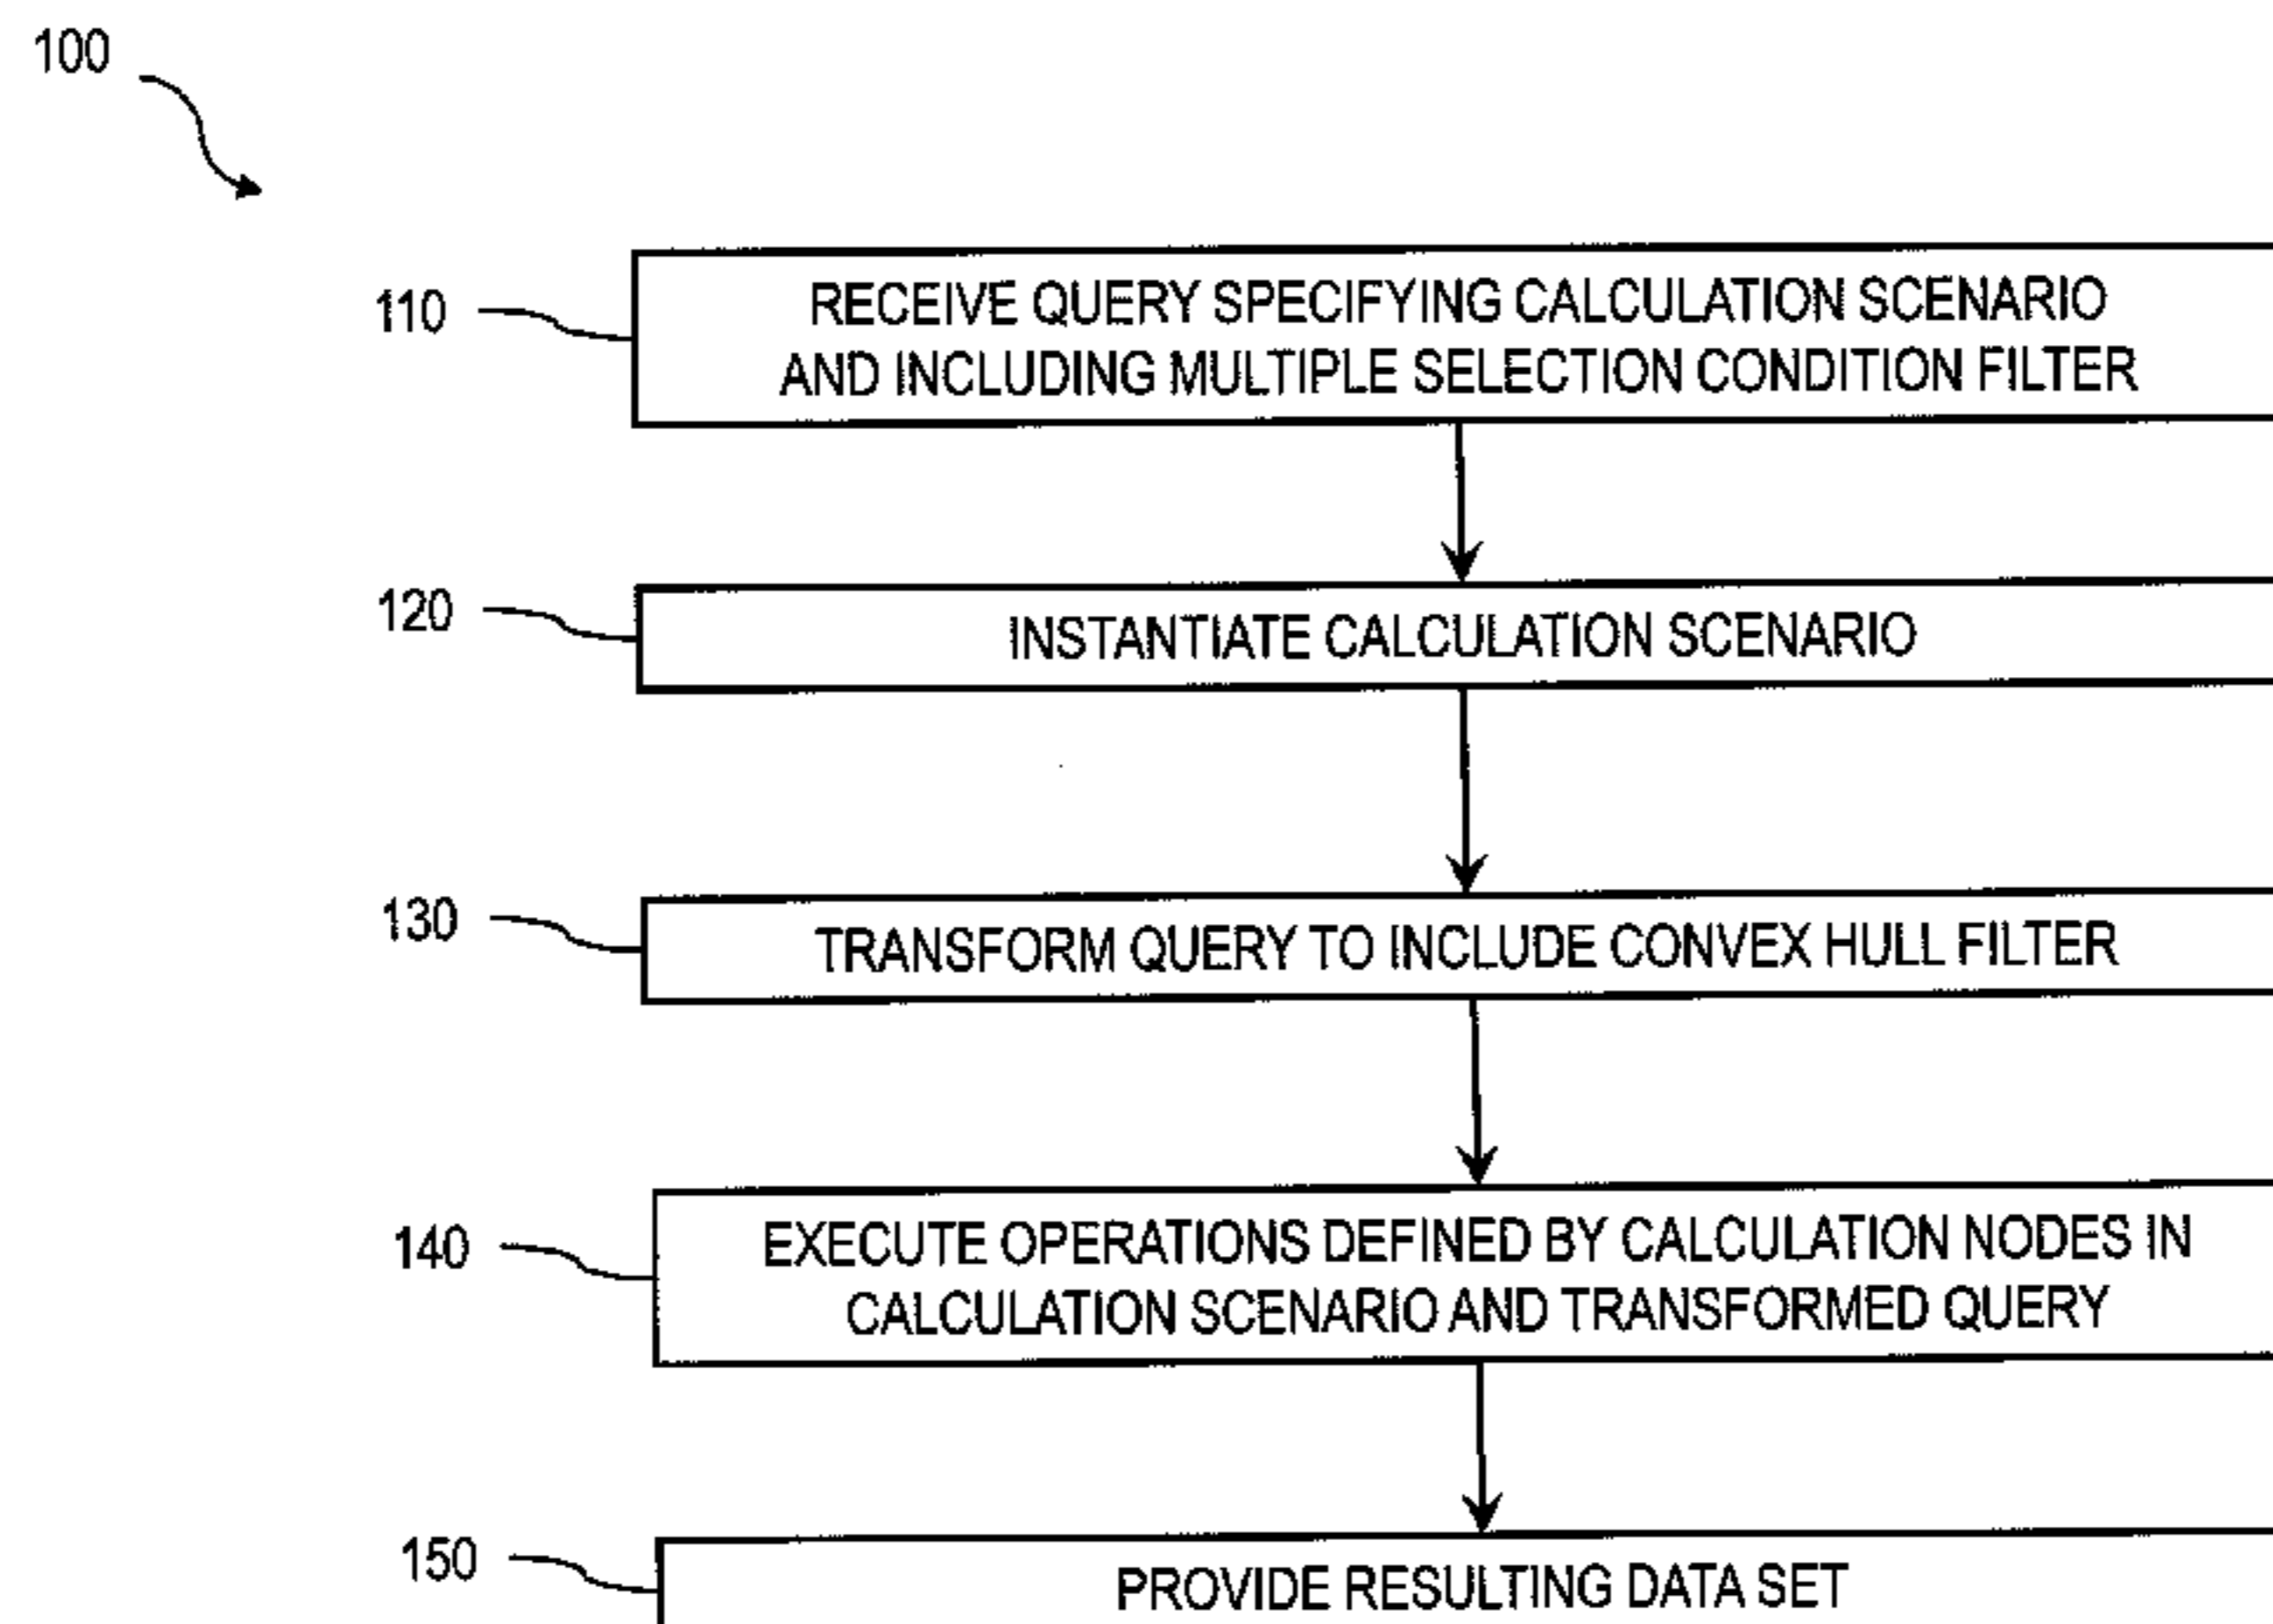 100
110
RECEIVE QUERY SPECIFYING CALCULATION SCENARIO
AND INCLUDING MULTIPLE SELECTION CONDITION FILTER
120
INSTANTIATE CALCULATION SCENARIO
130
TRANSFORM QUERY TO INCLUDE CONVEX HULL FILTER
140
EXECUTE OPERATIONS DEFINED BY CALCULATION NODES IN
CALCULATION SCENARIO AND TRANSFORMED QUERY
150
PROVIDE RESULTING DATA SET